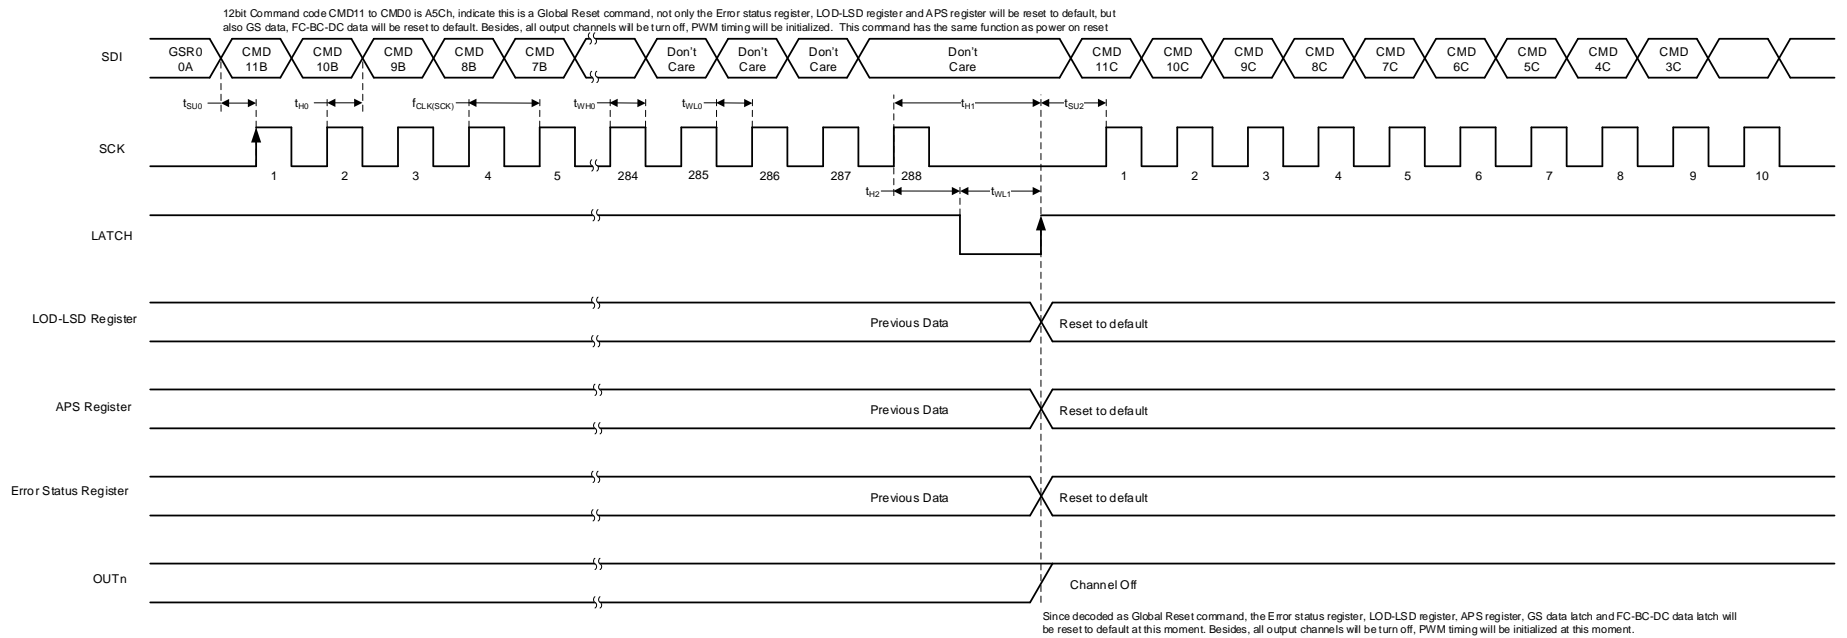 12bit Command code CMD11 to CMD0 is A5Ch, indicate this is a Global Reset command, not only the Error status register, LOD-LSD register and APS register will be reset to default, but
also GS data, FC-BC-DC data will be reset to default. Besides, all output channels will be turn off, PWM timing will be initialized. This command has the same function as power on reset
SDI
GSR0 0A
CMD 11B
CMD 10B
CMD 9B
CMD 8B
CMD 7B
Don't Care
Don't Care
Don't Care
Don't Care
CMD 11C
CMD 10C
CMD 9C
CMD 8C
CMD 7C
CMD 6C
CMD 5C
CMD 4C
CMD 3C
tSU0
tH0
fCLK(SCK)
tWH0
tWL0
tH1
tSU2
SCK
1 2 3 4 5 284 285 286 287 288 1 2 3 4 5 6 7 8 9 10
tH2
tWL1
LATCH
LOD-LSD Register
Previous Data
Reset to default
APS Register
Previous Data
Reset to default
Error Status Register
Previous Data
Reset to default
OUTn
Channel Off
Since decoded as Global Reset command, the Error status register, LOD-LSD register, APS register, GS data latch and FC-BC-DC data latch will
be reset to default at this moment. Besides, all output channels will be turn off, PWM timing will be initialized at this moment.